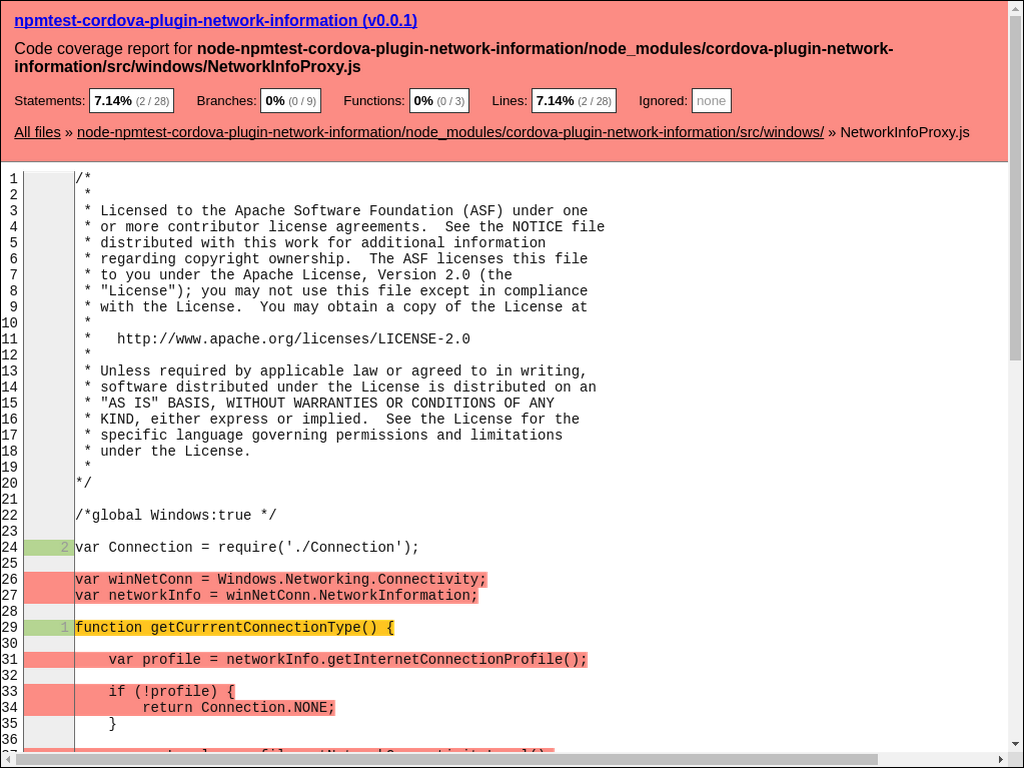 npmtest-cordova-plugin-network-information (v0.0.1)
Code coverage report for node-npmtest-cordova-plugin-network-information/node_modules/cordova-plugin-network-
information/src/windows/NetworkInfoProxy.js
Statements: 7.14% (2 / 28) Branches: 0% (0 / 9) Functions: 0% (0 / 3) Lines: 7.14% (2 / 28) Ignored: none
All files » node-npmtest-cordova-plugin-network-information/node_modules/cordova-plugin-network-information/src/windows/ » NetworkInfoProxy.js
1 /*
2  *
3  * Licensed to the Apache Software Foundation (ASF) under one
4  * or more contributor license agreements.  See the NOTICE file
5  * distributed with this work for additional information
6  * regarding copyright ownership.  The ASF licenses this file
7  * to you under the Apache License, Version 2.0 (the
8  * "License"); you may not use this file except in compliance
9  * with the License.  You may obtain a copy of the License at
10  *
11  *   http://www.apache.org/licenses/LICENSE-2.0
12  *
13  * Unless required by applicable law or agreed to in writing,
14  * software distributed under the License is distributed on an
15  * "AS IS" BASIS, WITHOUT WARRANTIES OR CONDITIONS OF ANY
16  * KIND, either express or implied.  See the License for the
17  * specific language governing permissions and limitations
18  * under the License.
19  *
20 */
21
22 /*global Windows:true */
23
24 2 var Connection = require('./Connection');
25
26 var winNetConn = Windows.Networking.Connectivity;
27 var networkInfo = winNetConn.NetworkInformation;
28
29 1 function getCurrrentConnectionType() {
30
31     var profile = networkInfo.getInternetConnectionProfile();
32
33     if (!profile) {
34         return Connection.NONE;
35     }
36